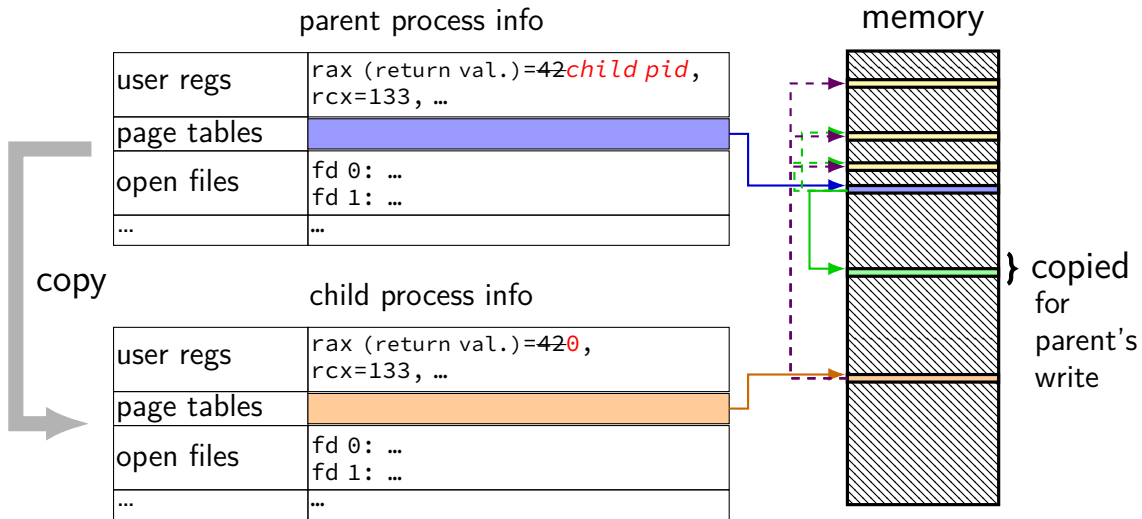 parent process info
memory
user regs
rax (return val.)=42child pid,
rcx=133, …
page tables
open files
fd 0: …
fd 1: …
… …
copy
} copied
for
parent's
write
child process info
user regs
rax (return val.)=420,
rcx=133, …
page tables
open files
fd 0: …
fd 1: …
… …